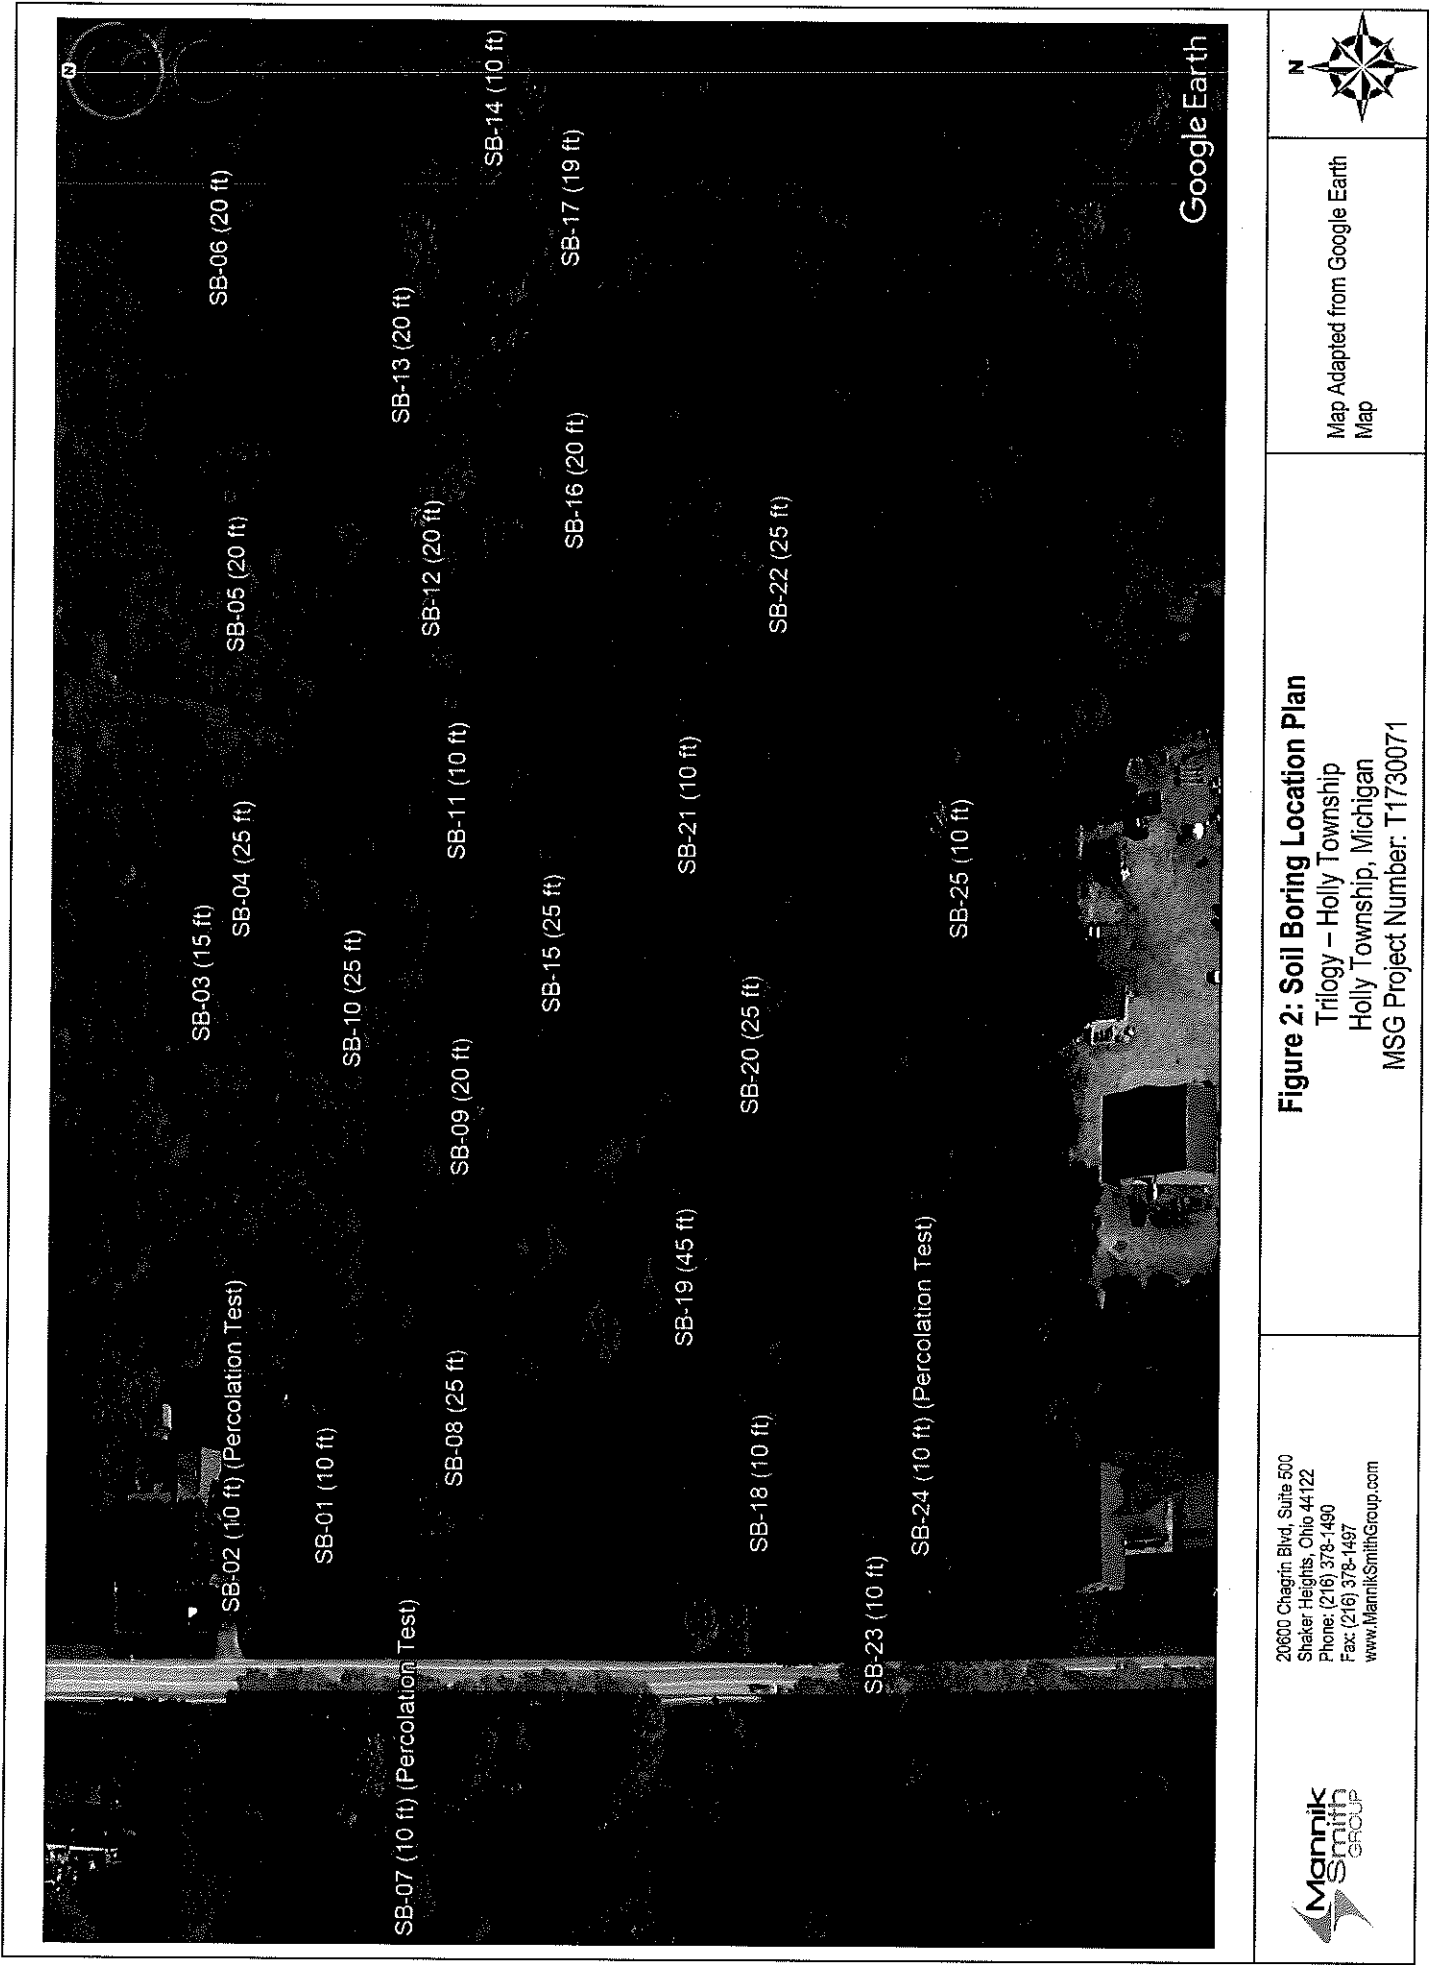 N
SB-06 (20 ft)
SB-14 (10 ft)
SB-17 (19 ft)
SB-13 (20 ft)
SB-05 (20 ft)
SB-12 (20 ft)
SB-16 (20 ft)
SB-22 (25 ft)
SB-03 (15 ft)
SB-04 (25 ft)
SB-10 (25 ft)
SB-11 (10 ft)
SB-15 (25 ft)
SB-21 (10 ft)
SB-09 (20 ft)
SB-20 (25 ft)
SB-25 (10 ft)
SB-02 (10 ft) (Percolation Test)
SB-01 (10 ft)
SB-08 (25 ft)
SB-19 (45 ft)
SB-18 (10 ft)
SB-24 (10 ft) (Percolation Test)
SB-07 (10 ft) (Percolation Test)
SB-23 (10 ft)
Google Earth
Mannik
Smith
GROUP
20600 Chagrin Blvd, Suite 500
Shaker Heights, Ohio 44122
Phone: (216) 378-1490
Fax: (216) 378-1497
www.MannikSmithGroup.com
Figure 2: Soil Boring Location Plan
Trilogy – Holly Township
Holly Township, Michigan
MSG Project Number: T1730071
Map Adapted from Google Earth
Map
N